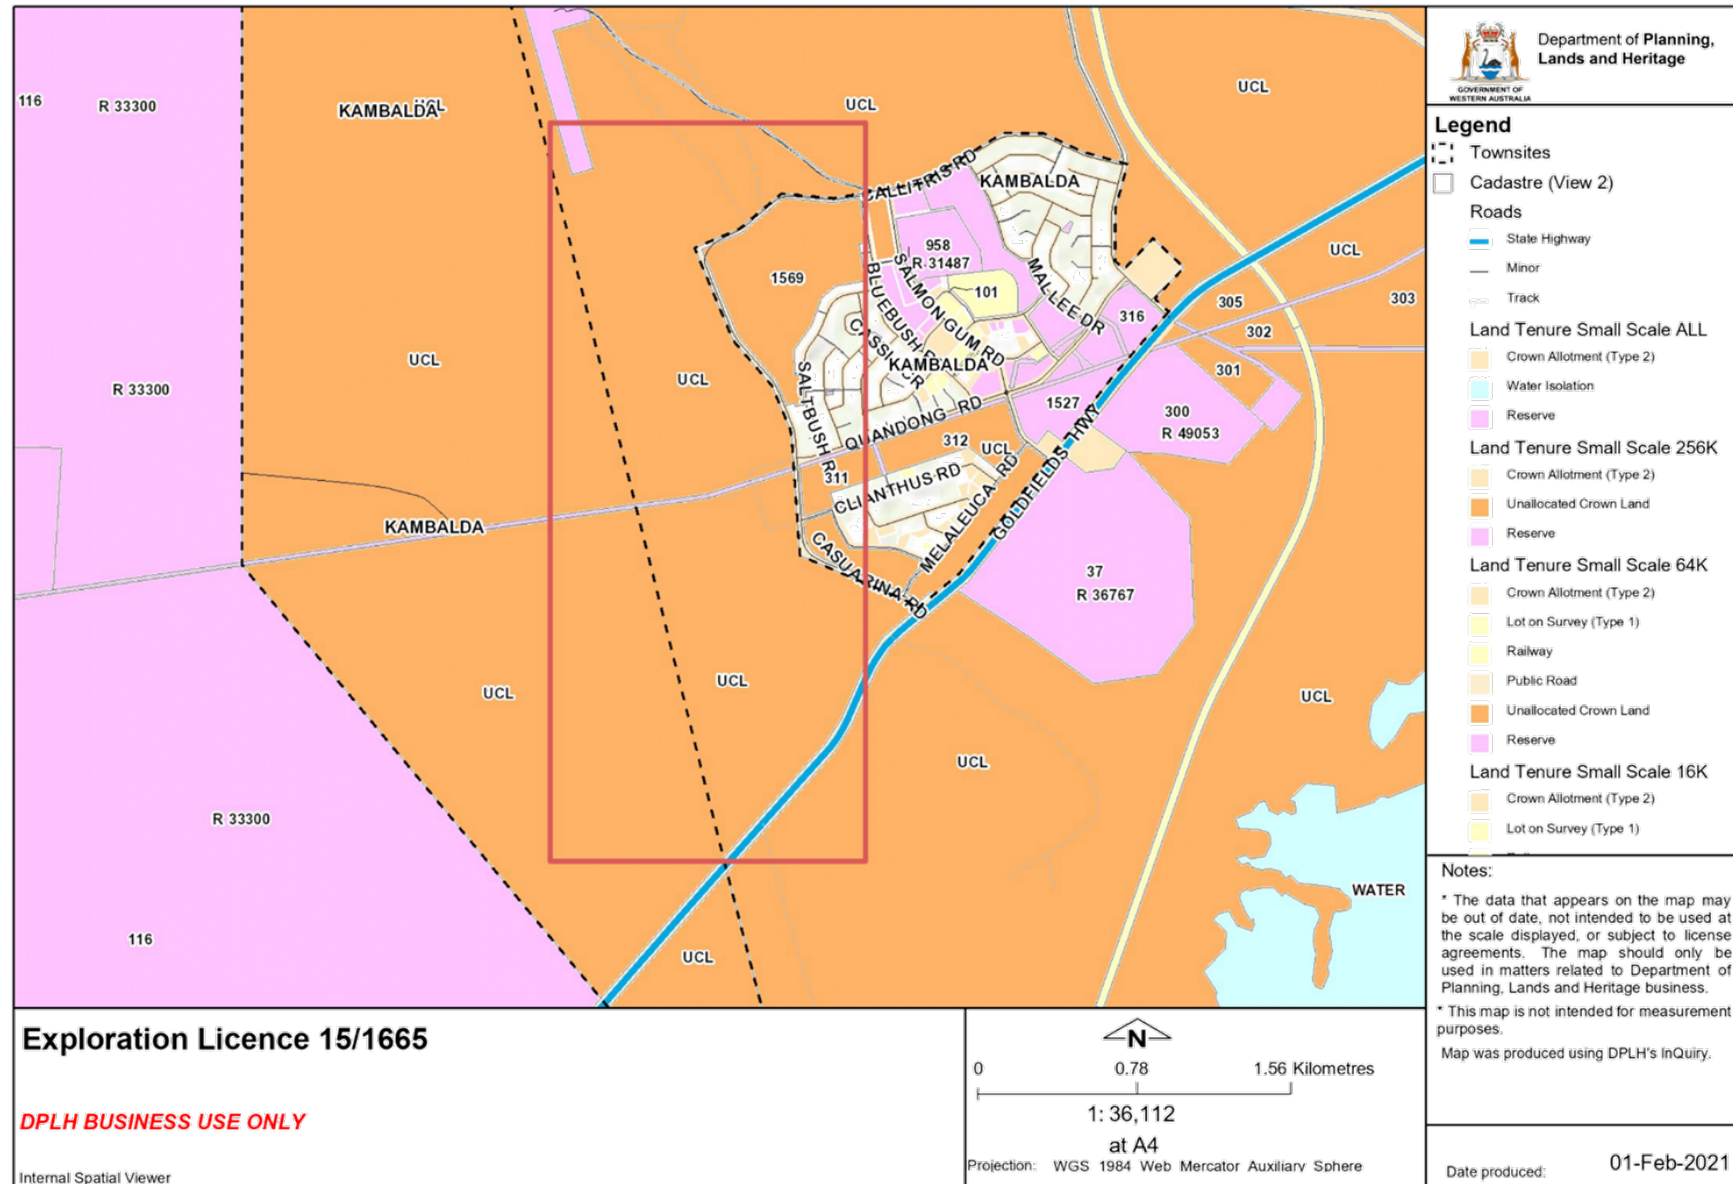 116
R 33300
KAMBALDA
UCL
UCL
UCL
Department of Planning,
Lands and Heritage
GOVERNMENT OF
WESTERN AUSTRALIA
CALLITRIS RD
KAMBALDA
958
R 31487
1569
BLUEBUSH
SALMON GUM RD
101
MALLEE DR
316
UCL
305
303
302
301
R 33300
UCL
UCL
CASSI
CR
KAMBALDA
SALTBUSH R
QUANDONG RD
1527
300
R 49053
GOLDFIELDS HWY
312
UCL
311
CLIANTHUS RD
MELALEUCA RD
KAMBALDA
CASUARINA RD
37
R 36767
UCL
UCL
UCL
UCL
R 33300
WATER
116
UCL
Legend
Townsites
Cadastre (View 2)
Roads
State Highway
Minor
Track
Land Tenure Small Scale ALL
Crown Allotment (Type 2)
Water Isolation
Reserve
Land Tenure Small Scale 256K
Crown Allotment (Type 2)
Unallocated Crown Land
Reserve
Land Tenure Small Scale 64K
Crown Allotment (Type 2)
Lot on Survey (Type 1)
Railway
Public Road
Unallocated Crown Land
Reserve
Land Tenure Small Scale 16K
Crown Allotment (Type 2)
Lot on Survey (Type 1)
Notes:
* The data that appears on the map may
be out of date, not intended to be used at
the scale displayed, or subject to license
agreements. The map should only be
used in matters related to Department of
Planning, Lands and Heritage business.
* This map is not intended for measurement
purposes.
Map was produced using DPLH's InQuiry.
Exploration Licence 15/1665
DPLH BUSINESS USE ONLY
Internal Spatial Viewer
N
0 0.78 1.56 Kilometres
1: 36,112
at A4
Projection: WGS 1984 Web Mercator Auxiliary Sphere
Date produced: 01-Feb-2021